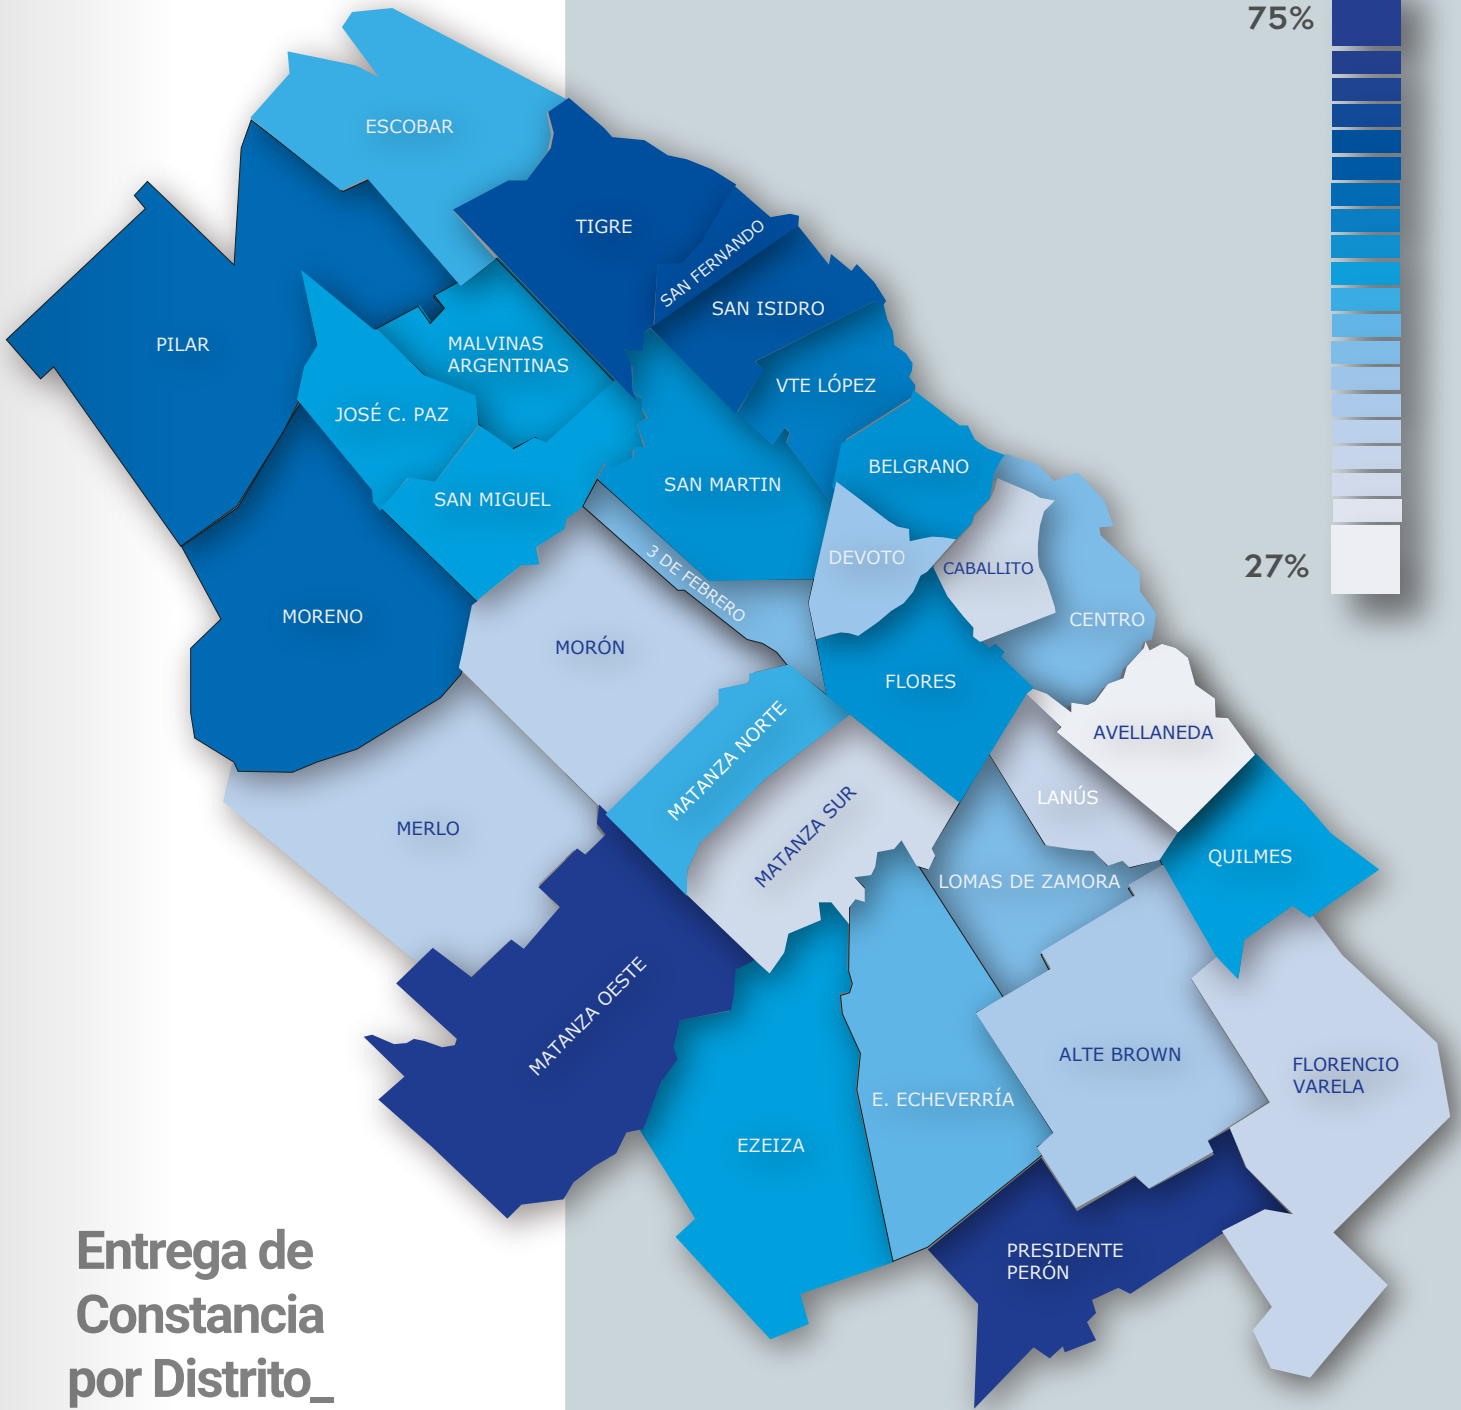 75%
ESCOBAR
TIGRE
SAN FERNANDO
SAN ISIDRO
PILAR
MALVINAS
ARGENTINAS
VTE LÓPEZ
JOSÉ C. PAZ
BELGRANO
SAN MARTIN
SAN MIGUEL
DEVOTO
CABALLITO
27%
3 DE FEBRERO
MORENO
CENTRO
MORÓN
FLORES
AVELLANEDA
MATANZA NORTE
LANÚS
MERLO
MATANZA SUR
QUILMES
LOMAS DE ZAMORA
MATANZA OESTE
ALTE BROWN
FLORENCIO
VARELA
E. ECHEVERRÍA
EZEIZA
PRESIDENTE
PERÓN
Entrega de
Constancia
por Distrito_